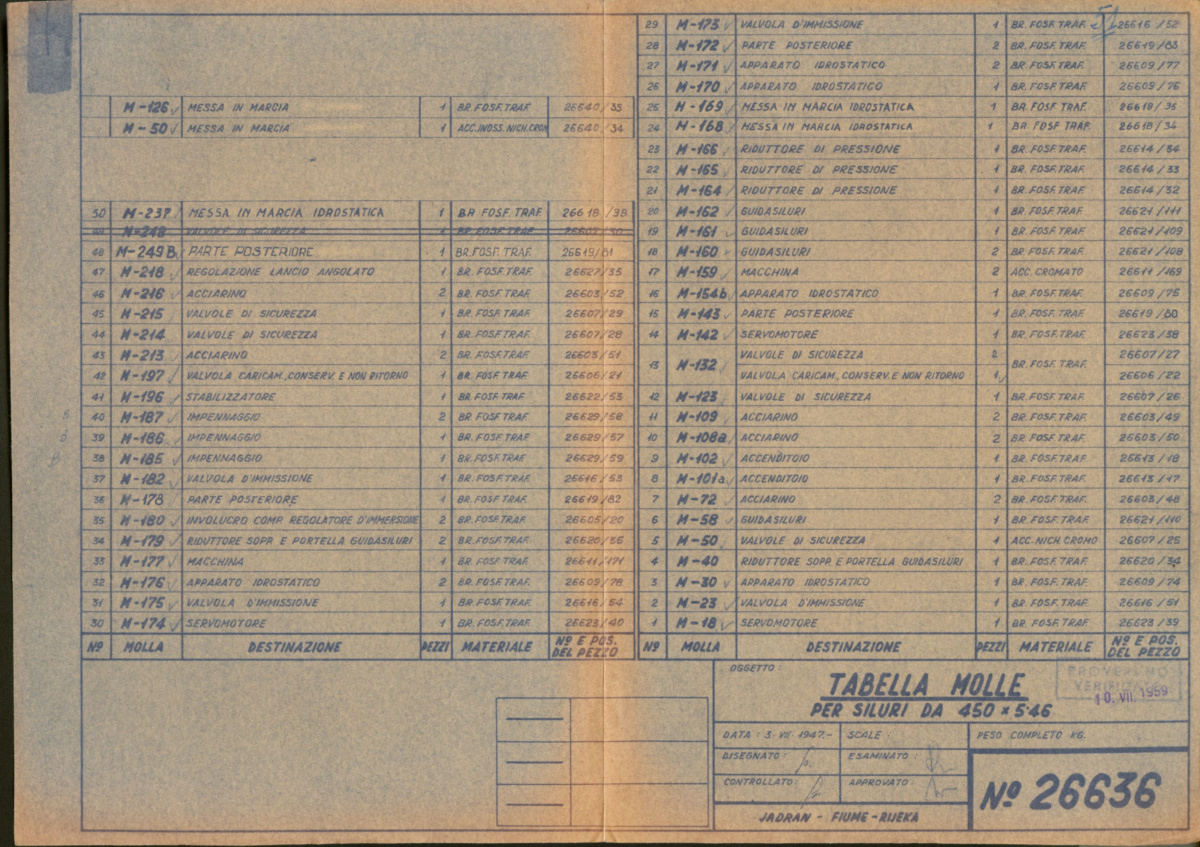 M-126 MESSA IN MARCIA 1 BR. FOSF. TRAF. 26640/35
M-50 MESSA IN MARCIA 1 ACC. INOSS. NICH. CROM 26640/34
50 M-237 MESSA IN MARCIA IDROSTATICA 1 BR FOSF. TRAF 26618/38
49 M-248 VALVOLE DI SICUREZZA 1 BR. FOSF. TRAF. 26607/30
48 M-249 B PARTE POSTERIORE 1 BR. FOSF. TRAF. 26619/81
47 M-218 REGOLAZIONE LANCIO ANGOLATO 1 BR. FOSF. TRAF. 26627/35
46 M-216 ACCIARINO 2 BR. FOSF. TRAF. 26603/52
45 M-215 VALVOLE DI SICUREZZA 1 BR. FOSF. TRAF. 26607/29
44 M-214 VALVOLE DI SICUREZZA 1 BR. FOSF. TRAF. 26607/28
43 M-213 ACCIARINO 2 BR. FOSF. TRAF. 26603/51
42 M-197 VALVOLA CARICAM., CONSERV. E NON RITORNO 1 BR. FOSF. TRAF. 26606/21
41 M-196 STABILIZZATORE 1 BR. FOSF. TRAF. 26622/53
40 M-187 IMPENNAGGIO 2 BR. FOSF. TRAF. 26629/58
39 M-186 IMPENNAGGIO 1 BR. FOSF. TRAF. 26629/57
38 M-185 IMPENNAGGIO 1 BR. FOSF. TRAF. 26629/59
37 M-182 VALVOLA D'IMMISSIONE 1 BR. FOSF. TRAF. 26616/53
36 M-178 PARTE POSTERIORE 1 BR. FOSF. TRAF. 26619/82
35 M-180 INVOLUCRO COMP. REGOLATORE D'IMMERSIONE 2 BR. FOSF. TRAF. 26605/20
34 M-179 RIDUTTORE SOPP. E PORTELLA GUIDASILURI 2 BR. FOSF. TRAF. 26620/36
33 M-177 MACCHINA 1 BR. FOSF. TRAF. 26611/171
32 M-176 APPARATO IDROSTATICO 2 BR. FOSF. TRAF. 26609/78
31 M-175 VALVOLA D'IMMISSIONE 1 BR. FOSF. TRAF. 26616/54
30 M-174 SERVOMOTORE 1 BR. FOSF. TRAF. 26623/40
Nº MOLLA DESTINAZIONE PEZZI MATERIALE Nº E POS. DEL PEZZO
29 M-173 VALVOLA D'IMMISSIONE 1 BR. FOSF. TRAF. 26616/52
28 M-172 PARTE POSTERIORE 2 BR. FOSF. TRAF. 26619/83
27 M-171 APPARATO IDROSTATICO 2 BR. FOSF. TRAF. 26609/77
26 M-170 APPARATO IDROSTATICO 1 BR. FOSF. TRAF. 26609/76
25 M-169 MESSA IN MARCIA IDROSTATICA 1 BR. FOSF. TRAF. 26618/36
24 M-168 MESSA IN MARCIA IDROSTATICA 1 BR. FOSF TRAF. 26618/34
23 M-166 RIDUTTORE DI PRESSIONE 1 BR. FOSF. TRAF. 26614/34
22 M-165 RIDUTTORE DI PRESSIONE 1 BR. FOSF. TRAF. 26614/33
21 M-164 RIDUTTORE DI PRESSIONE 1 BR. FOSF. TRAF. 26614/32
20 M-162 GUIDASILURI 1 BR. FOSF. TRAF. 26621/111
19 M-161 GUIDASILURI 1 BR. FOSF. TRAF. 26621/109
18 M-160 GUIDASILURI 2 BR. FOSF. TRAF. 26621/108
17 M-159 MACCHINA 2 ACC. CROMATO 26611/169
16 M-154b APPARATO IDROSTATICO 2 BR. FOSF. TRAF. 26609/75
15 M-143 PARTE POSTERIORE 1 BR. FOSF. TRAF. 26619/80
14 M-142 SERVOMOTORE 1 BR. FOSF. TRAF. 26623/38
13 M-132 VALVOLE DI SICUREZZA 2 BR. FOSF. TRAF. 26607/27
VALVOLA CARICAM., CONSERV. E NON RITORNO 1 26606/22
12 M-123 VALVOLE DI SICUREZZA 1 BR. FOSF. TRAF. 26607/26
11 M-109 ACCIARINO 2 BR. FOSF. TRAF. 26603/49
10 M-108a ACCIARINO 2 BR. FOSF. TRAF. 26603/50
9 M-102 ACCENDITOIO 1 BR. FOSF. TRAF. 26613/18
8 M-101a ACCENDITOIO 1 BR. FOSF. TRAF. 26613/17
7 M-72 ACCIARINO 2 BR. FOSF. TRAF. 26603/48
6 M-58 GUIDASILURI 1 BR. FOSF. TRAF. 26621/110
5 M-50 VALVOLE DI SICUREZZA 1 ACC. NICH. CROMO 26607/25
4 M-40 RIDUTTORE SOPP. E PORTELLA GUIDASILURI 1 BR. FOSF. TRAF. 26620/34
3 M-30 APPARATO IDROSTATICO 1 BR. FOSF. TRAF. 26609/74
2 M-23 VALVOLA D'IMMISSIONE 1 BR. FOSF. TRAF. 26616/51
1 M-18 SERVOMOTORE 1 BR. FOSF. TRAF. 26623/39
Nº MOLLA DESTINAZIONE PEZZI MATERIALE Nº E POS. DEL PEZZO
OGGETTO:
TABELLA MOLLE
PER SILURI DA 450 × 5·46
10. VII. 1959
DATA: 3. VII. 1947.- SCALE: PESO COMPLETO KG.
DISEGNATO: ESAMINATO:
CONTROLLATO: APPROVATO:
JADRAN - FIUME-RIJEKA
Nº 26636